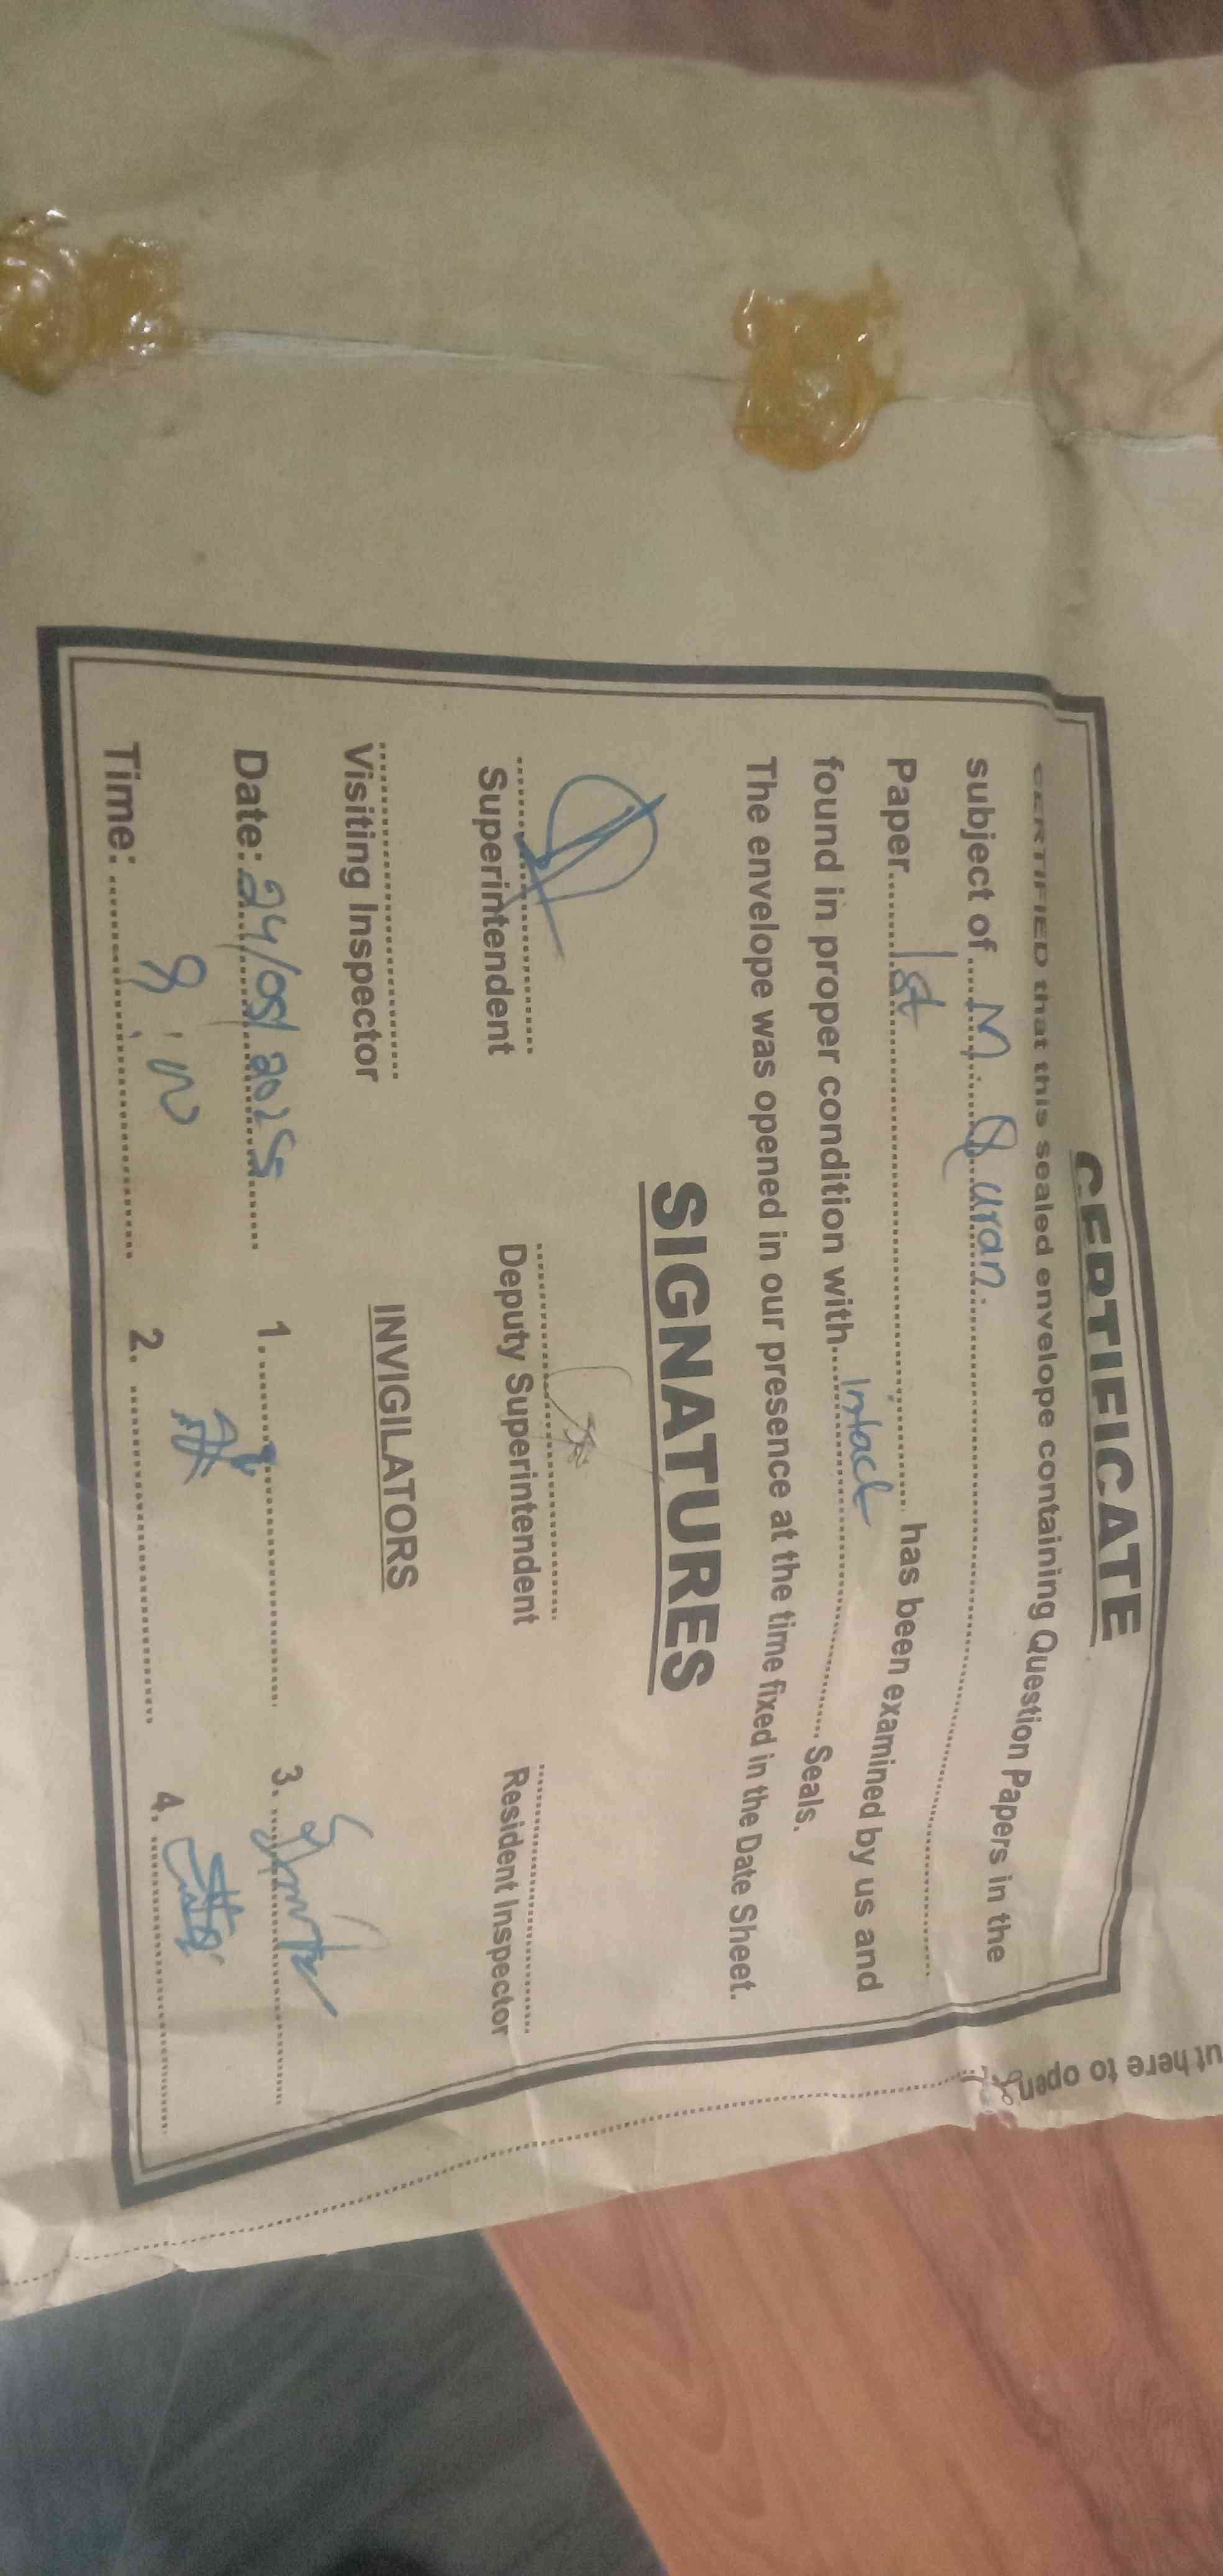 CERTIFICATE
CERTIFIED that this sealed envelope containing Question Papers in the
subject of M. Quran.
Paper 1st has been examined by us and
found in proper condition with Intact Seals.
The envelope was opened in our presence at the time fixed in the Date Sheet.
SIGNATURES
Superintendent Deputy Superintendent Resident Inspector
Visiting Inspector INVIGILATORS
Date: 24/05/2025 1. 3.
Time: 2. 4.
ut here to open